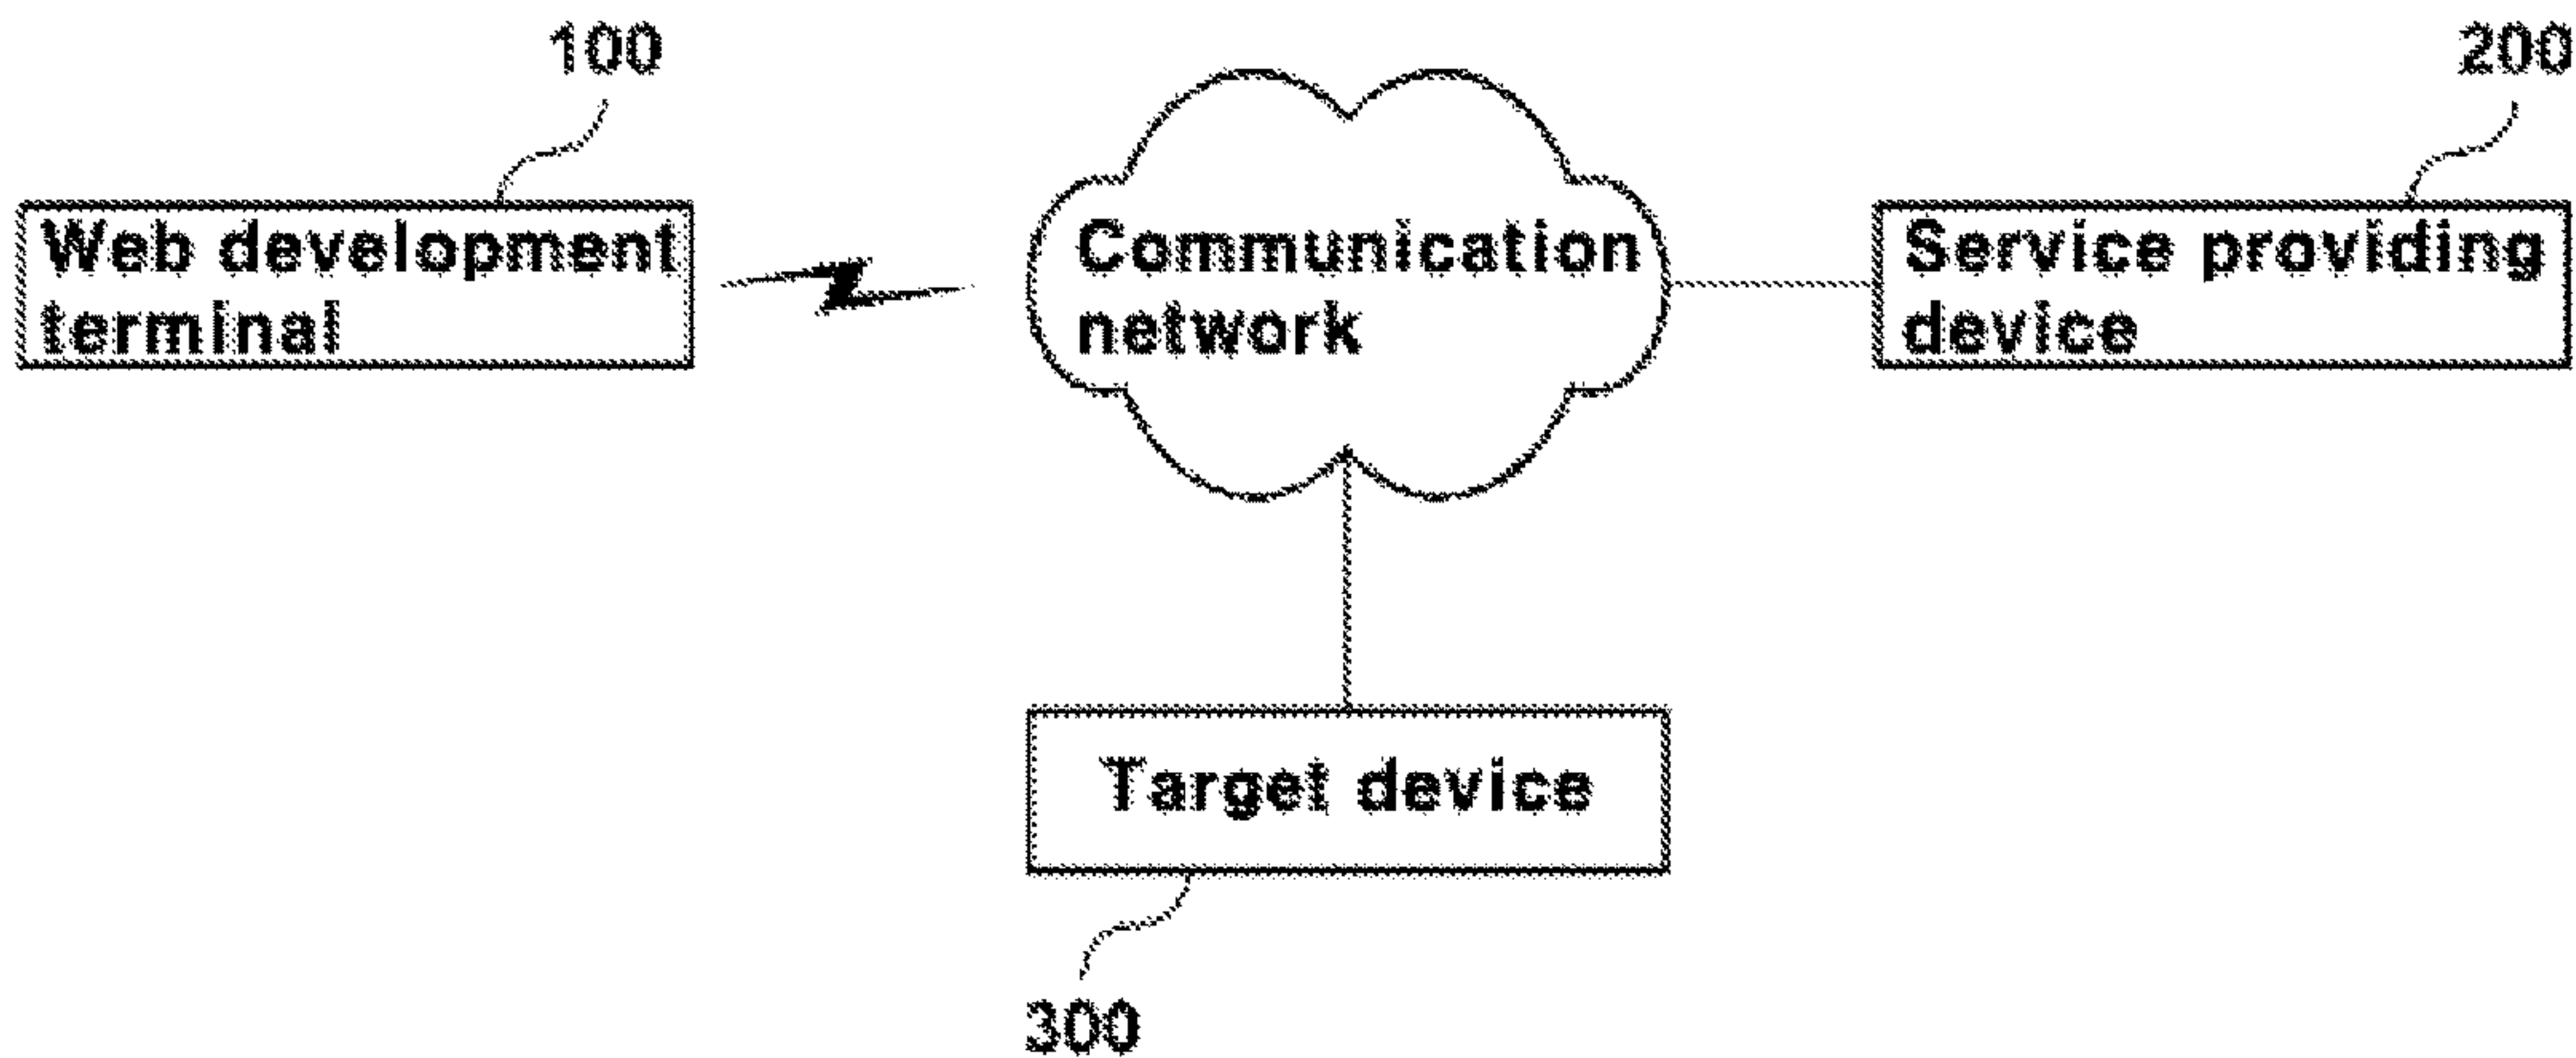 100
200
Web development
terminal
Communication
network
Service providing
device
Target device
300